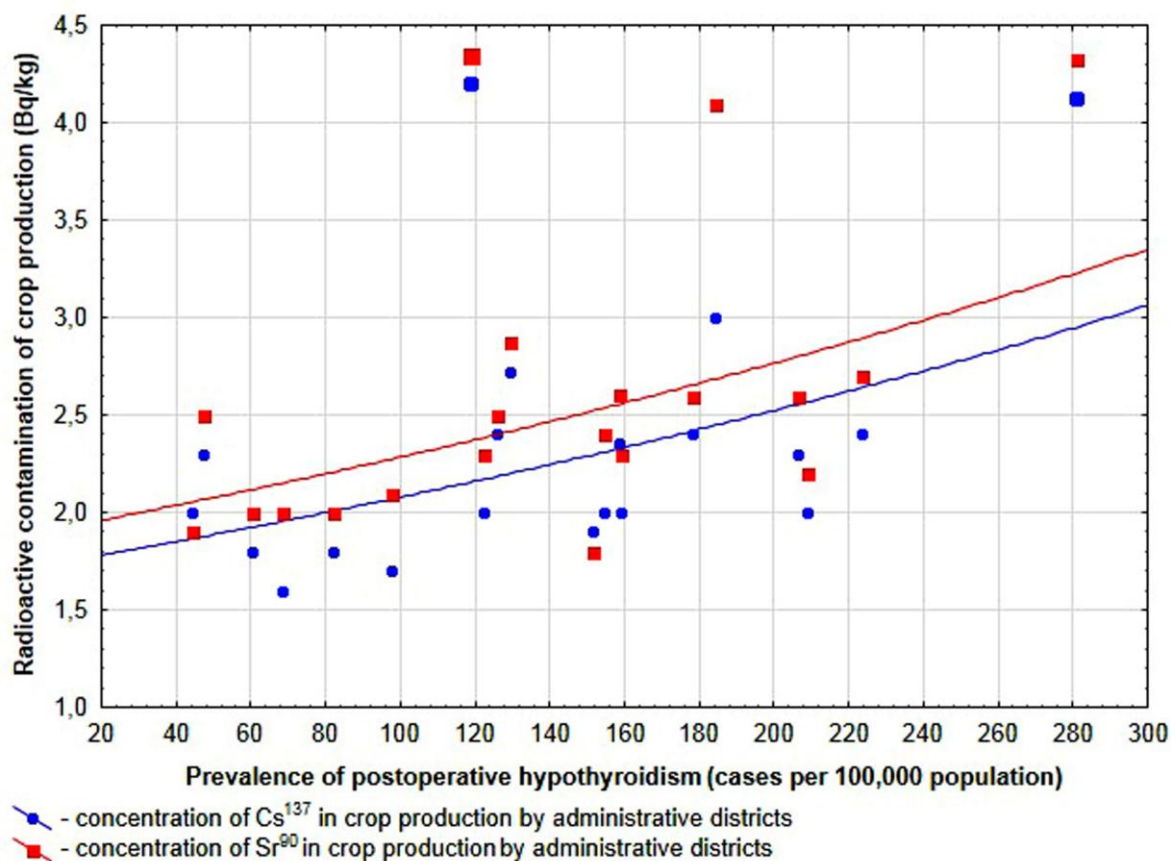 Radioactive contamination of crop production (Bq/kg)
4,5
4,0
3,5
3,0
2,5
2,0
1,5
1,0
20 40 60 80 100 120 140 160 180 200 220 240 260 280 300
Prevalence of postoperative hypothyroidism (cases per 100,000 population)
- concentration of Cs¹³⁷ in crop production by administrative districts
- concentration of Sr⁹⁰ in crop production by administrative districts